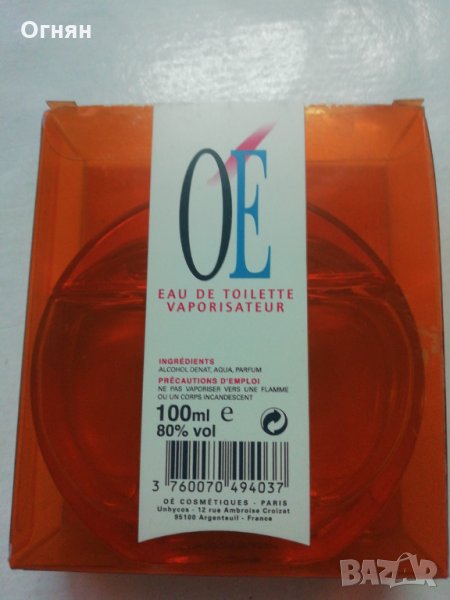 Огнян
OÉ
EAU DE TOILETTE
VAPORISATEUR
INGRÉDIENTS
ALCOHOL DENAT, AQUA, PARFUM
PRÉCAUTIONS D'EMPLOI
NE PAS VAPORISER VERS UNE FLAMME
OU UN CORPS INCANDESCENT
100ml e
80% vol
3 760070 494037
OÉ COSMÉTIQUES - PARIS
Unhycos - 12 rue Ambroise Croizat
95100 Argenteuil - France
BAZAR